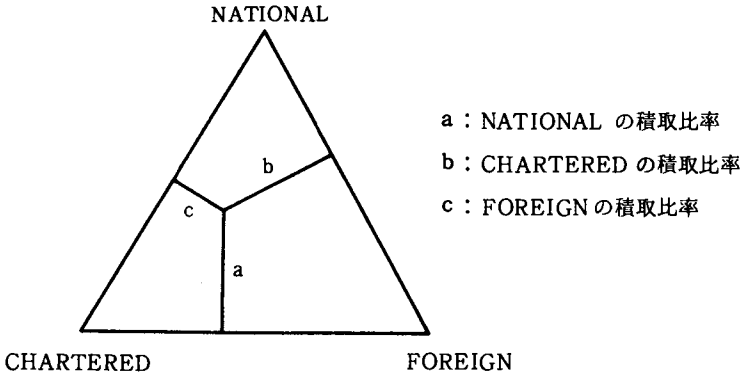 NATIONAL
a：NATIONAL の積取比率
b：CHARTERED の積取比率
c：FOREIGNの積取比率
b
c
a
CHARTERED
FOREIGN